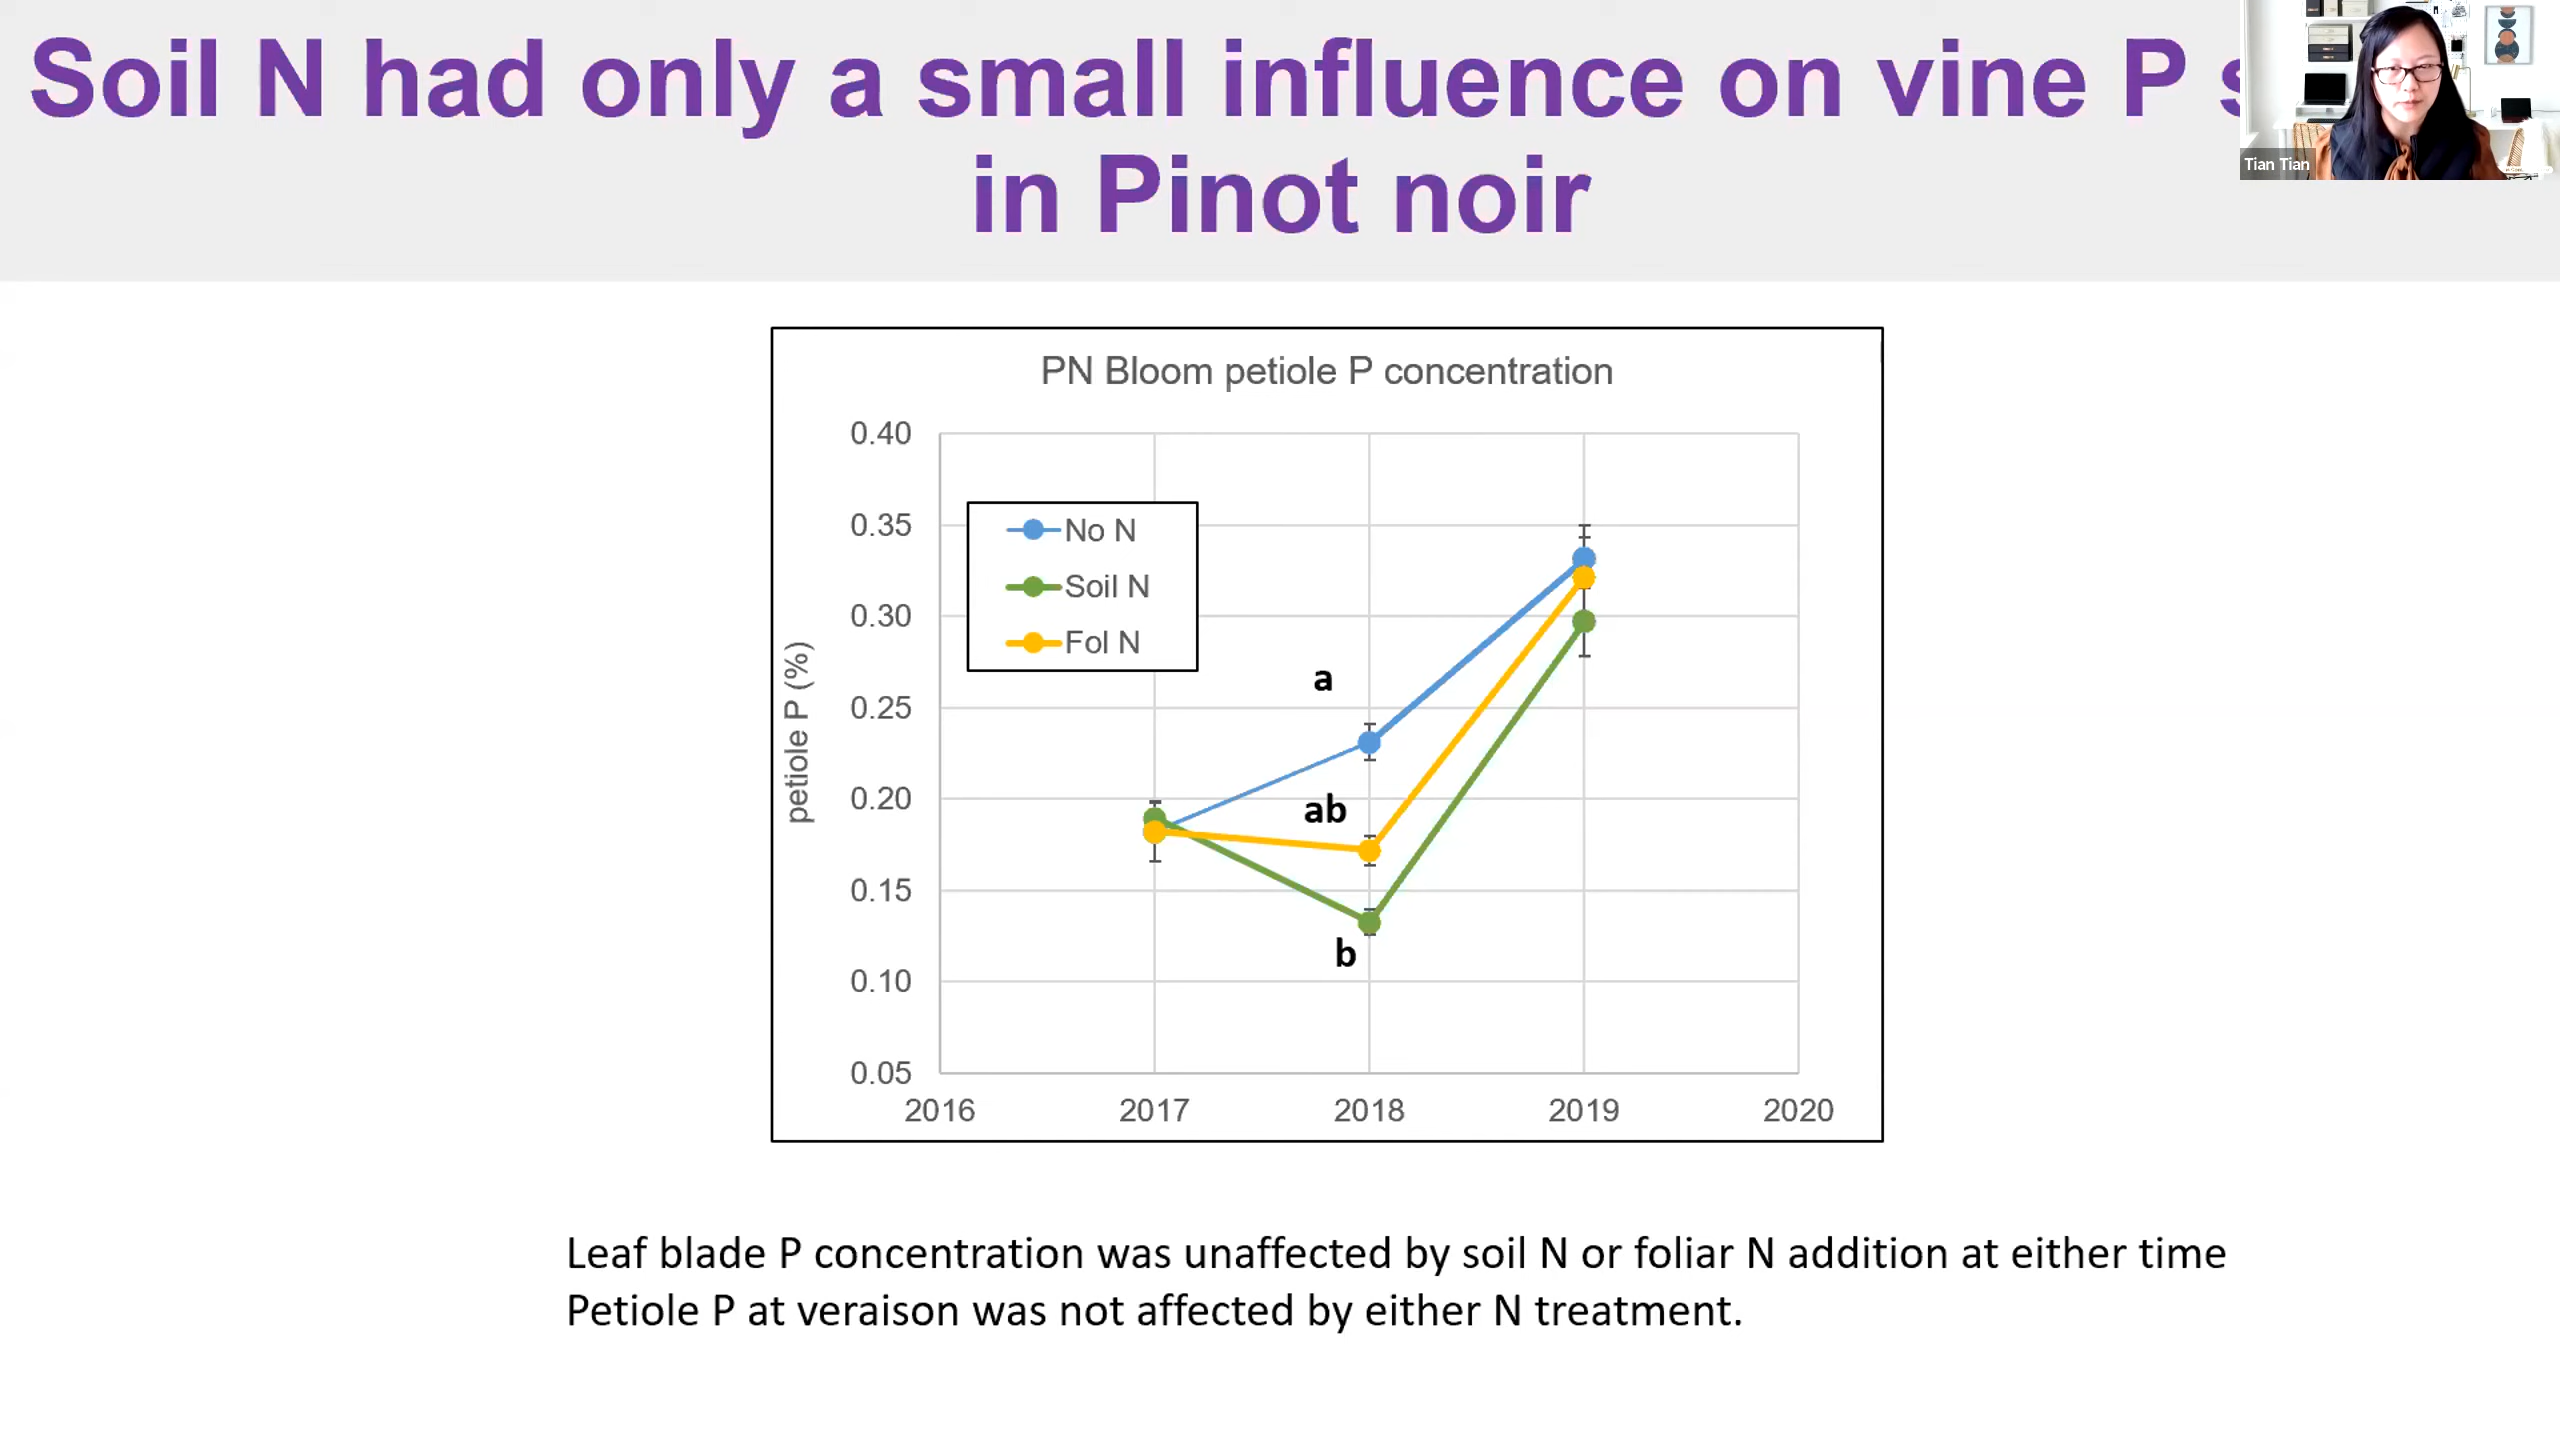 Soil N had only a small influence on vine P
in Pinot noir
Tian Tian
PN Bloom petiole P concentration
0.40
0.35
0.30
0.25
0.20
0.15
0.10
0.05
petiole P (%)
No N
Soil N
Fol N
a
ab
b
2016 2017 2018 2019 2020
Leaf blade P concentration was unaffected by soil N or foliar N addition at either time
Petiole P at veraison was not affected by either N treatment.